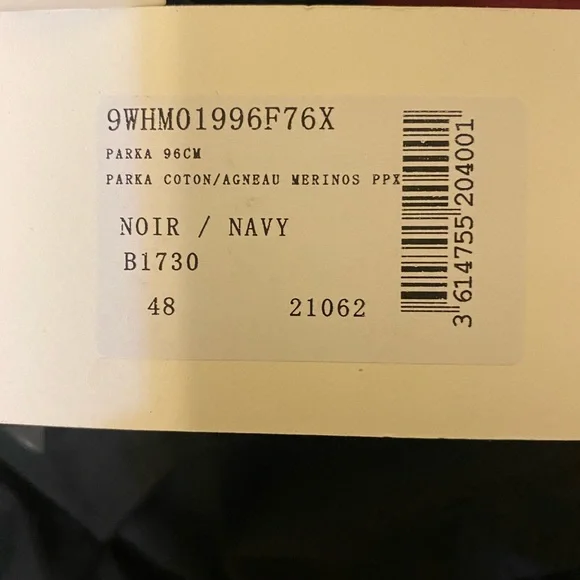 9WHM01996F76X
PARKA 96CM
PARKA COTON/AGNEAU MERINOS PPX
NOIR / NAVY
B1730
48 21062
3 614755 204001